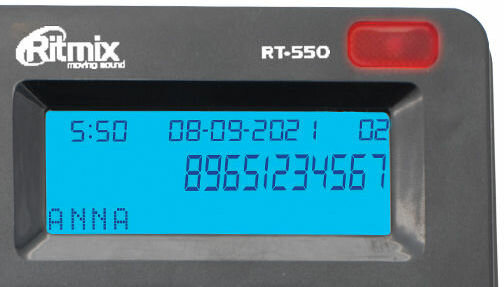 Ritmix
moving sound
RT-550
5:50 08-09-2021 02
89651234567
ANNA